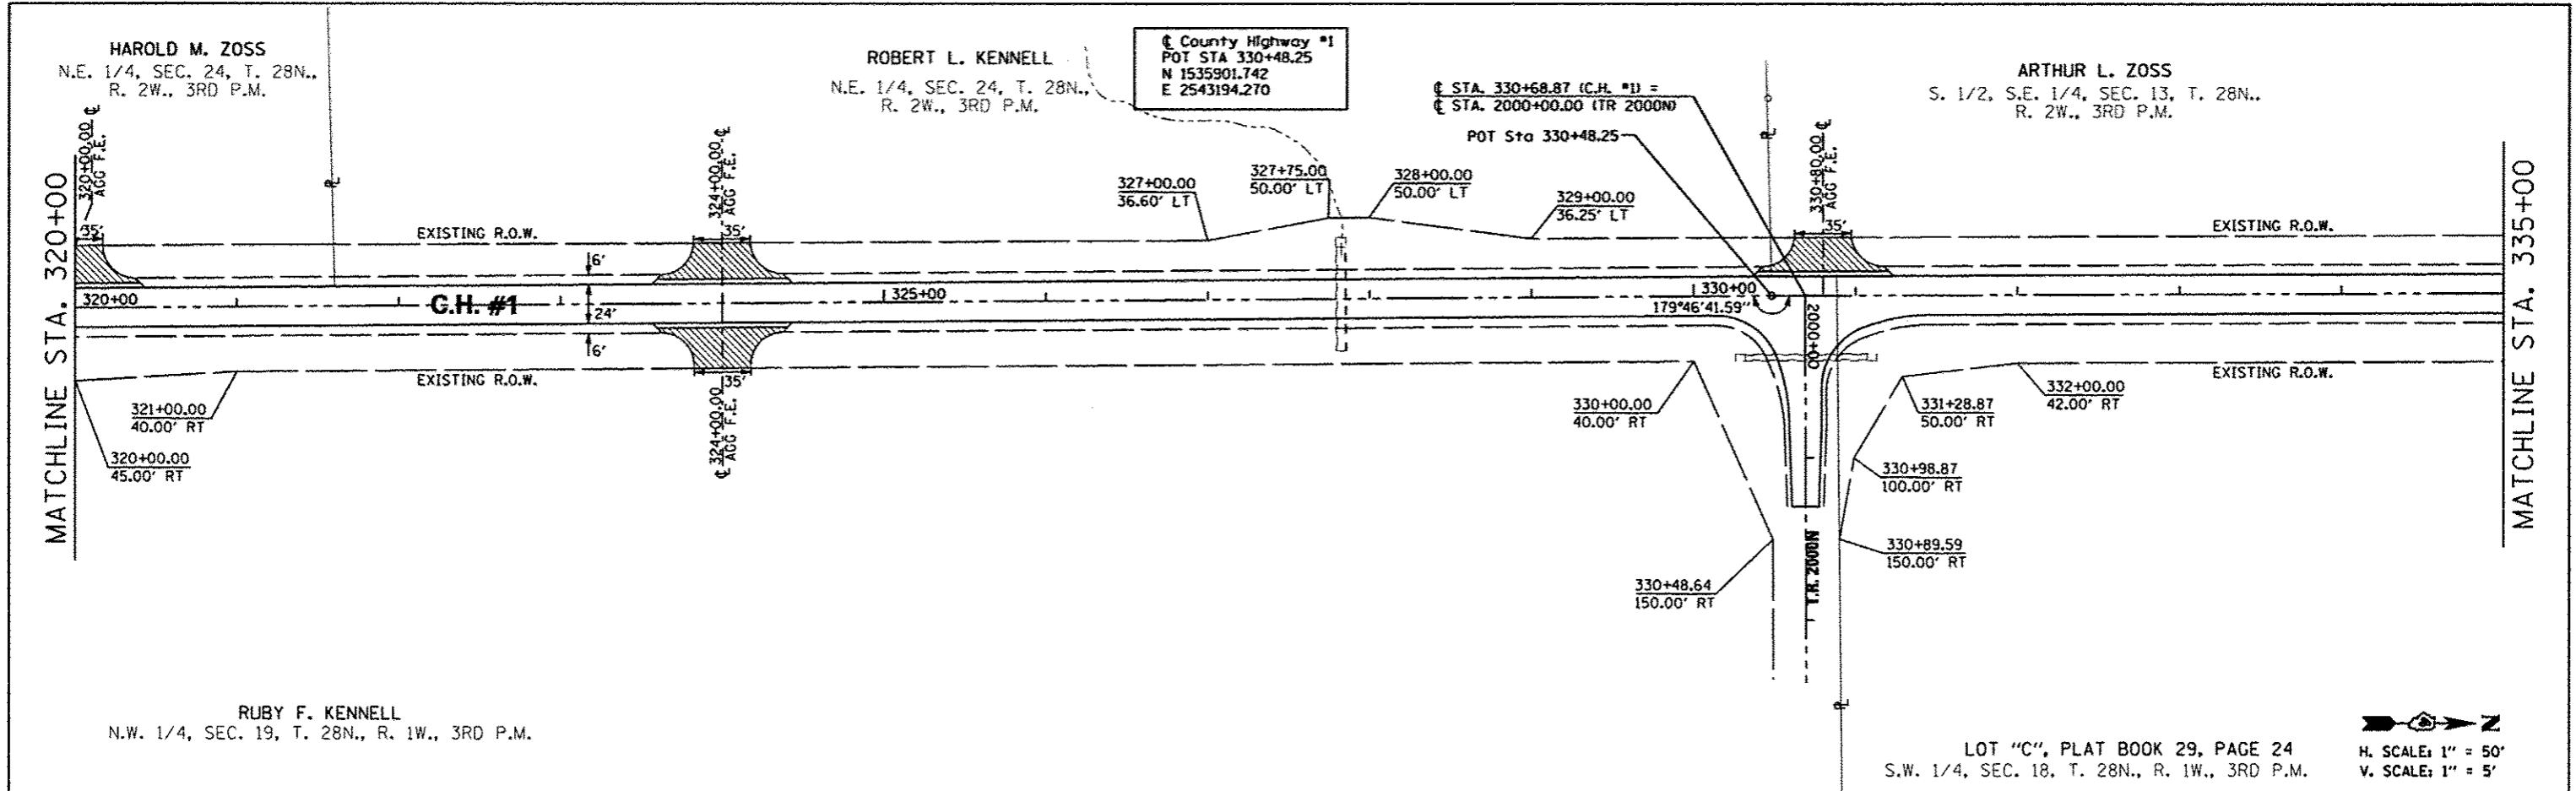 HAROLD M. ZOSS
N.E. 1/4, SEC. 24, T. 28N.,
R. 2W., 3RD P.M.
ROBERT L. KENNELL
N.E. 1/4, SEC. 24, T. 28N.,
R. 2W., 3RD P.M.
℄ County Highway #1
POT STA 330+48.25
N 1535901.742
E 2543194.270
℄ STA. 330+68.87 (C.H. #1) =
℄ STA. 2000+00.00 (TR 2000N)
POT Sta 330+48.25
ARTHUR L. ZOSS
S. 1/2, S.E. 1/4, SEC. 13, T. 28N.,
R. 2W., 3RD P.M.
MATCHLINE STA. 320+00
320+00.00 ℄
AGG F.E.
35'
℄ 324+00.00 ℄
AGG F.E.
35'
327+00.00
36.60' LT
327+75.00
50.00' LT
328+00.00
50.00' LT
329+00.00
36.25' LT
330+80.00 ℄
AGG F.E.
35'
MATCHLINE STA. 335+00
EXISTING R.O.W.
EXISTING R.O.W.
6'
24'
6'
320+00
C.H. #1
325+00
330+00
179°46'41.59"
2000+00
EXISTING R.O.W.
EXISTING R.O.W.
321+00.00
40.00' RT
320+00.00
45.00' RT
35'
℄ 324+00.00
AGG F.E.
330+00.00
40.00' RT
331+28.87
50.00' RT
332+00.00
42.00' RT
330+98.87
100.00' RT
330+89.59
150.00' RT
330+48.64
150.00' RT
T.R. 2000N
RUBY F. KENNELL
N.W. 1/4, SEC. 19, T. 28N., R. 1W., 3RD P.M.
LOT "C", PLAT BOOK 29, PAGE 24
S.W. 1/4, SEC. 18, T. 28N., R. 1W., 3RD P.M.
N
H. SCALE: 1" = 50'
V. SCALE: 1" = 5'